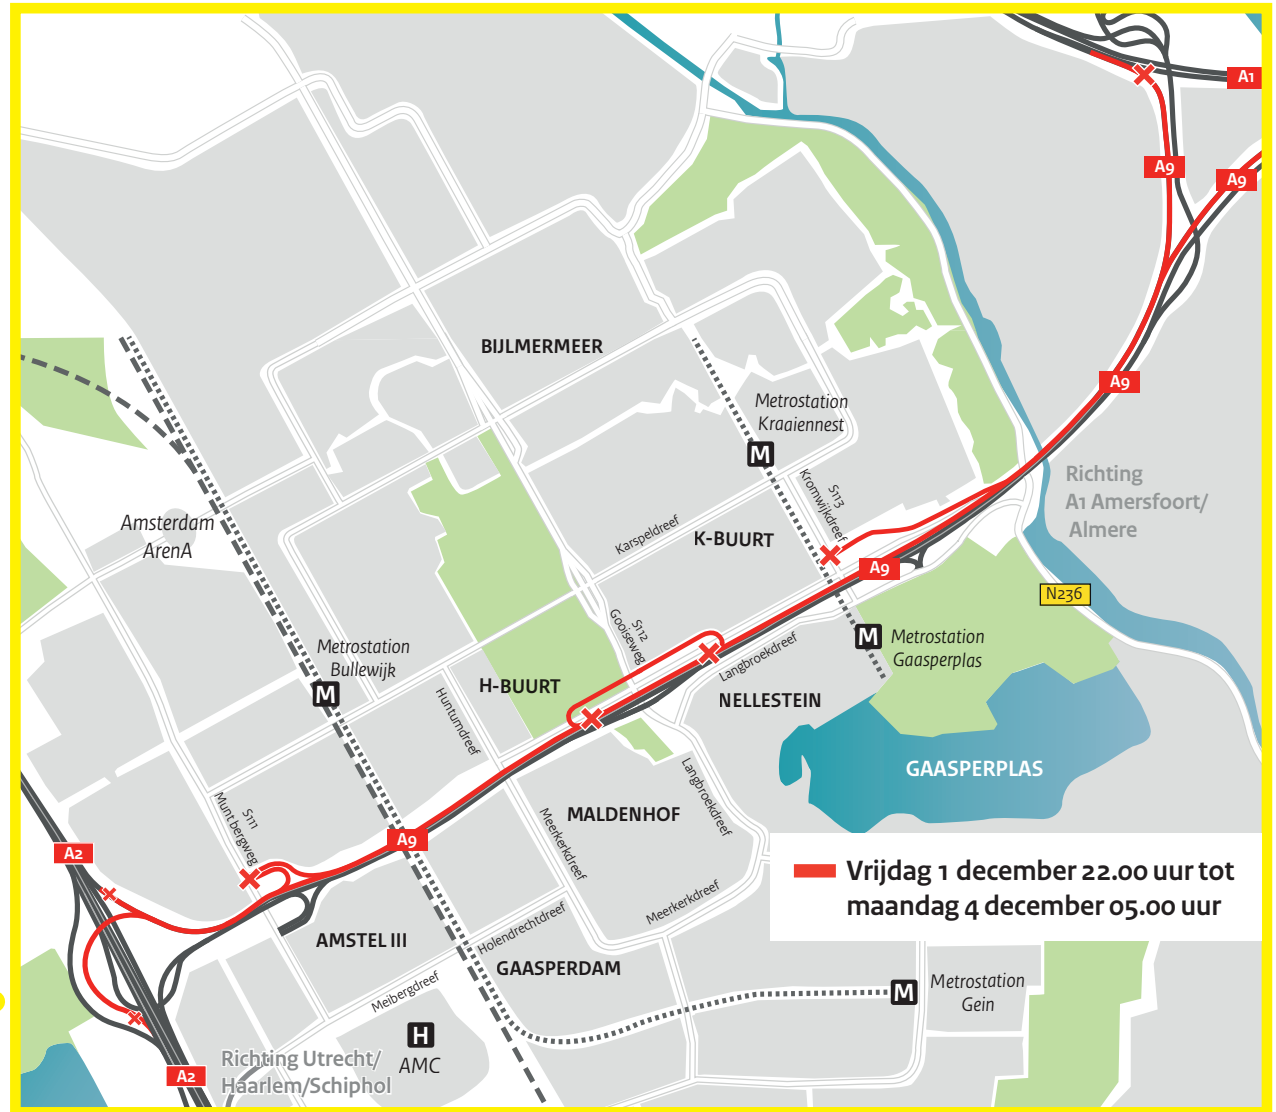 A1
A9
A9
BIJLMERMEER
A9
Metrostation
Kraaiennest
M
Richting
A1 Amersfoort/
Almere
S113
Kromwijkdreef
Amsterdam
ArenA
Karspeldreef
K-BUURT
A9
N236
S112
Gooiseweg
Metrostation
Bullewijk
M
M
Metrostation
Gaasperplas
Langbroekdreef
H-BUURT
Huntumdreef
NELLESTEIN
GAASPERPLAS
Langbroekdreef
S111
Muntbergweg
MALDENHOF
Meerkerkdreef
A9
A2
Vrijdag 1 december 22.00 uur tot
maandag 4 december 05.00 uur
Meerkerkdreef
Holendrechtdreef
AMSTEL III
GAASPERDAM
Meibergdreef
M
Metrostation
Gein
H
AMC
Richting Utrecht/
Haarlem/Schiphol
A2